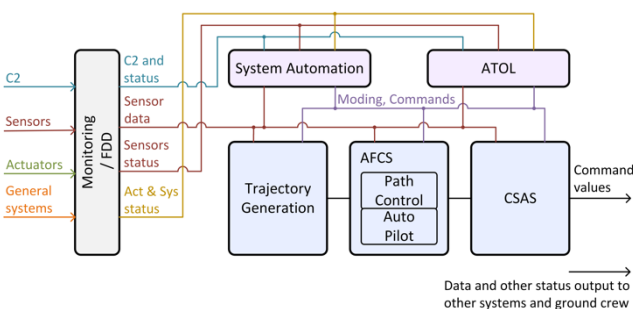 C2
Sensors
Actuators
General
systems
Monitoring
/ FDD
C2 and
status
Sensor
data
Sensors
status
Act & Sys
status
System Automation
ATOL
Moding, Commands
Trajectory
Generation
AFCS
Path
Control
Auto
Pilot
CSAS
Command
values
Data and other status output to
other systems and ground crew